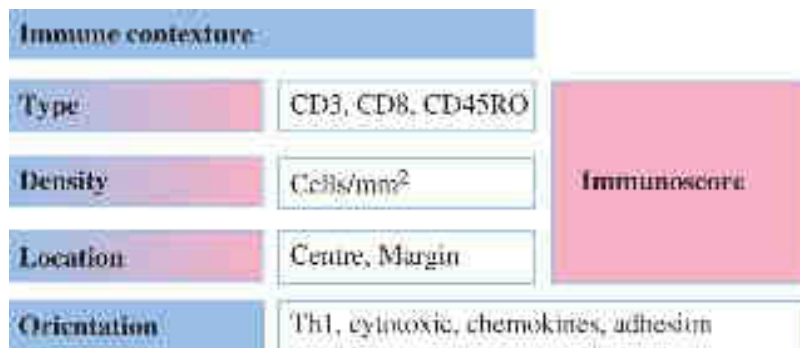 Immune contexture
Type CD3, CD8, CD45RO
Density Cells/mm² Immunoscore
Location Centre, Margin
Orientation Th1, cytotoxic, chemokines, adhesion